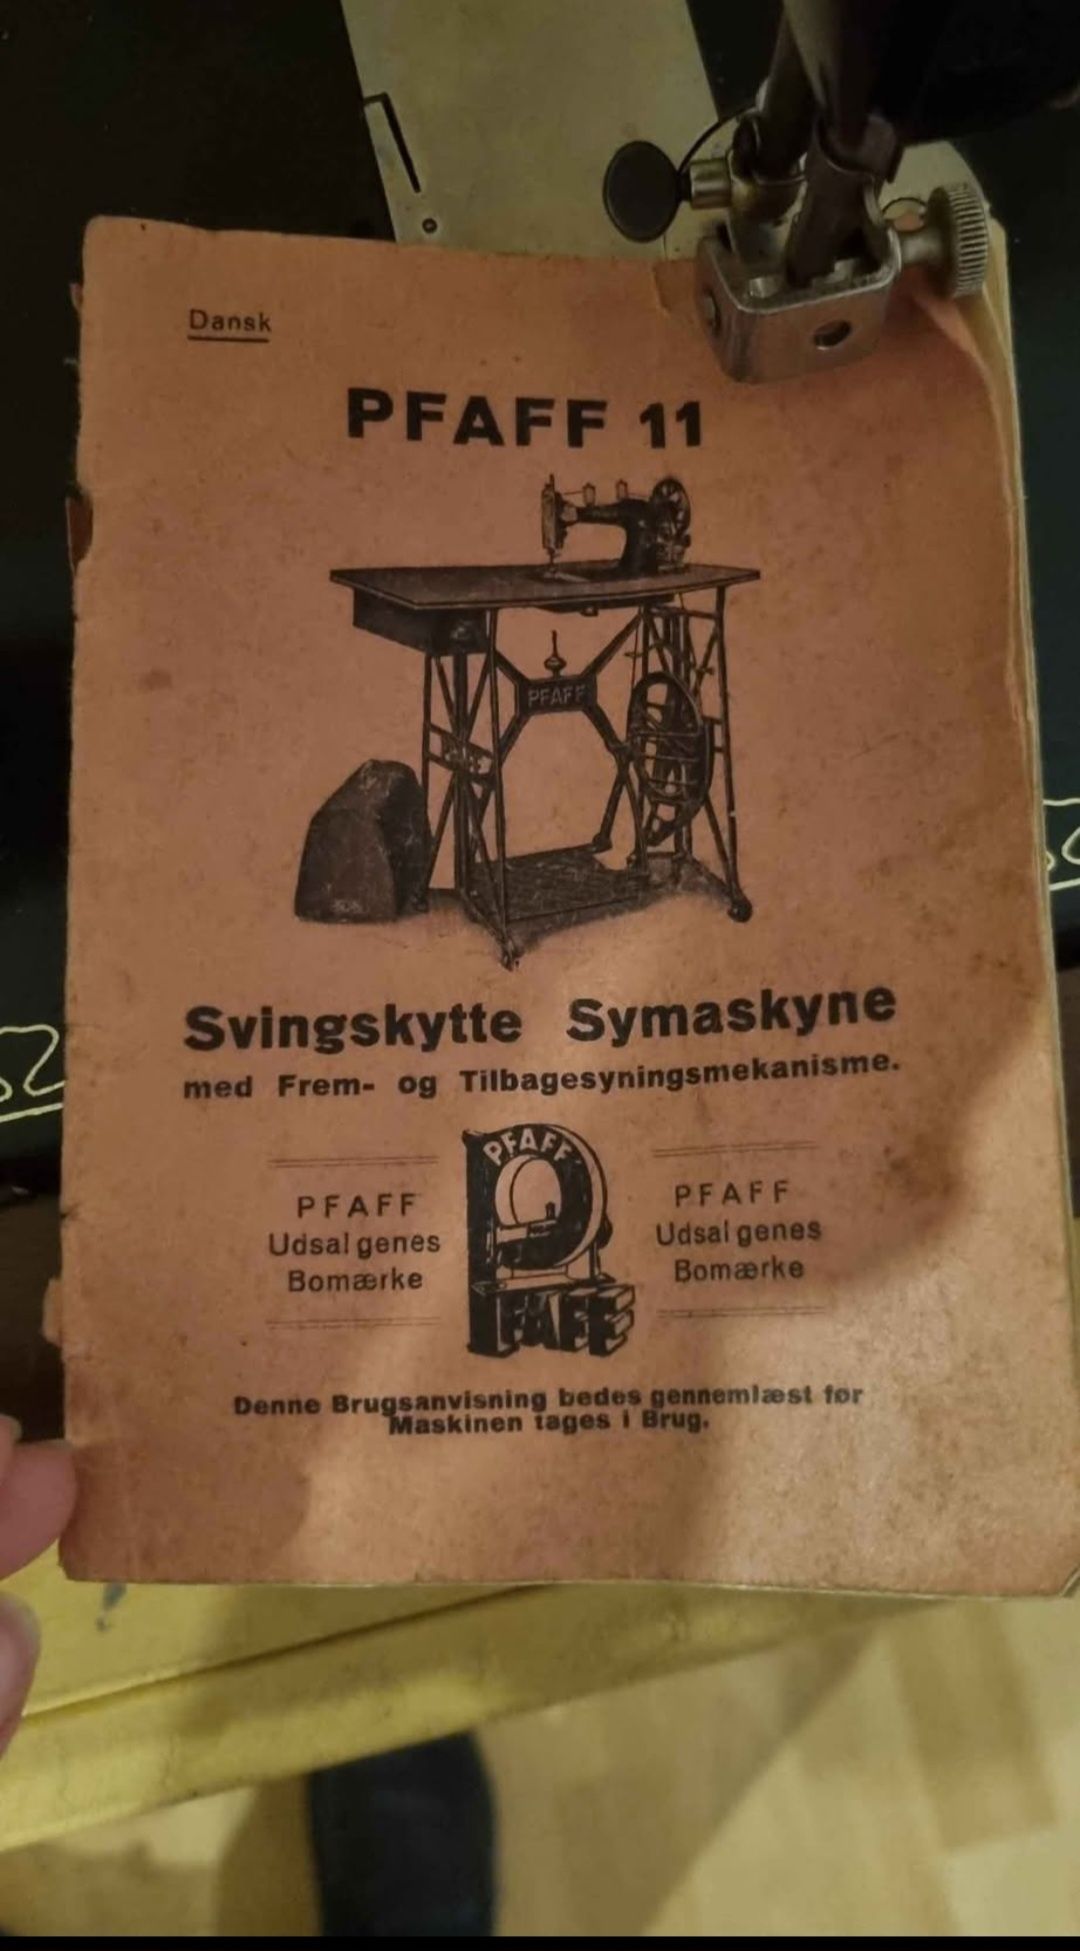 Dansk
PFAFF 11
PFAFF
Svingskytte Symaskyne
med Frem- og Tilbagesyningsmekanisme.
PFAFF
Udsalgenes
Bomærke
PFAFF
PFAFF
PFAFF
Udsalgenes
Bomærke
Denne Brugsanvisning bedes gennemlæst før
Maskinen tages i Brug.